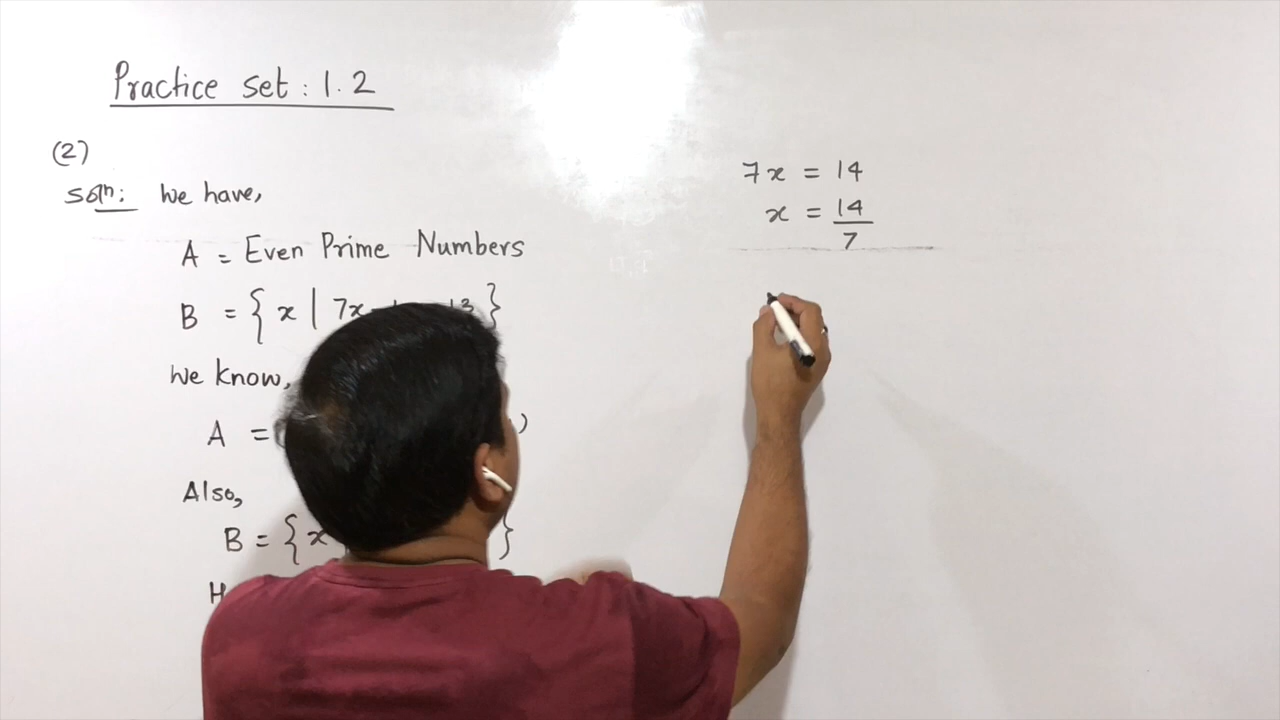 Practice set : 1.2
(2)
Soln: We have,
A = Even Prime Numbers
B = { x | 7x 13 }
We know,
A = )
Also,
B = { x }
H
7x = 14
x = 14
7